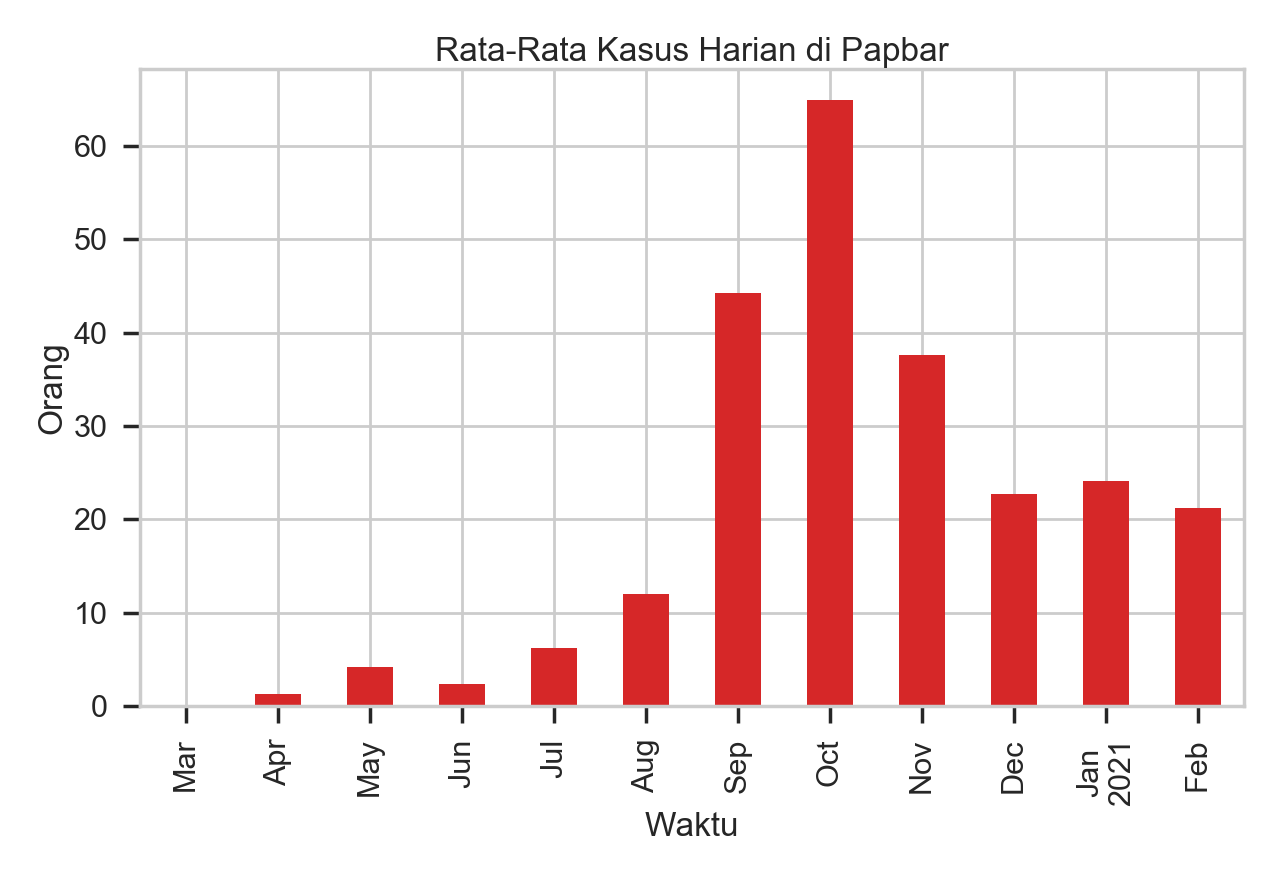 Rata-Rata Kasus Harian di Papbar
Orang
60
50
40
30
20
10
0
Mar
Apr
May
Jun
Jul
Aug
Sep
Oct
Nov
Dec
Jan
2021
Feb
Waktu